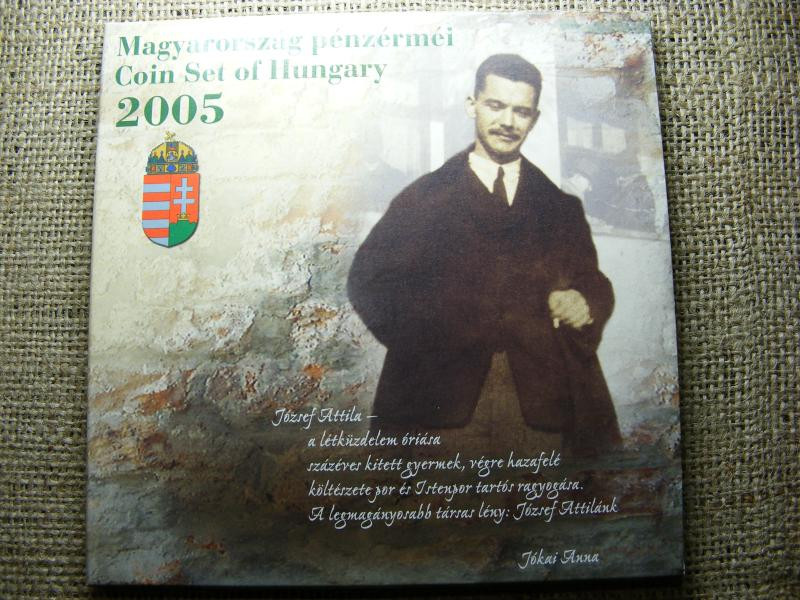 Magyarország pénzérméi
Coin Set of Hungary
2005
József Attila –
a létküzdelem óriása
százéves kitett gyermek, végre hazafelé
költészete por és Istenpor tartós ragyogása.
A legmagányosabb társas lény: József Attilánk
Jókai Anna